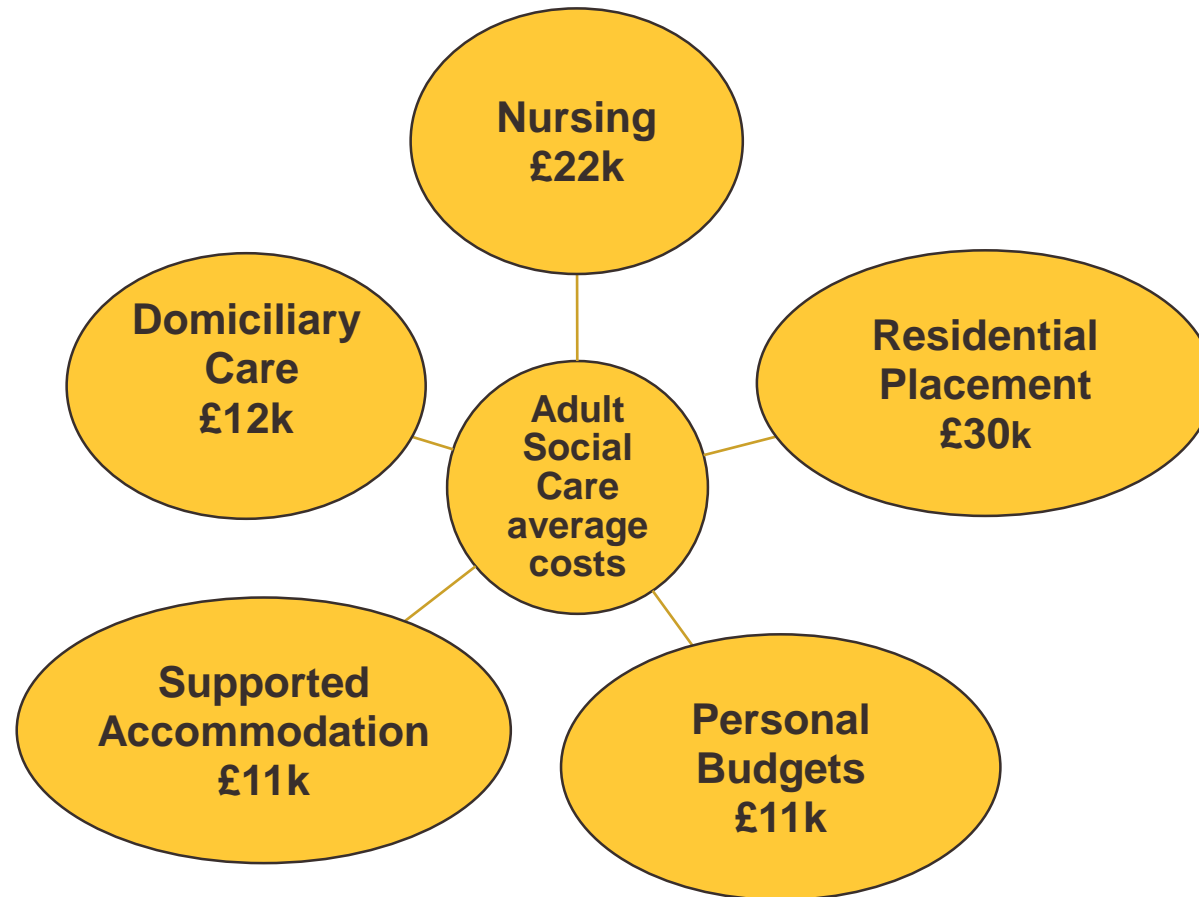 Nursing
£22k
Domiciliary
Care
£12k
Residential
Placement
£30k
Adult
Social
Care
average
costs
Supported
Accommodation
£11k
Personal
Budgets
£11k